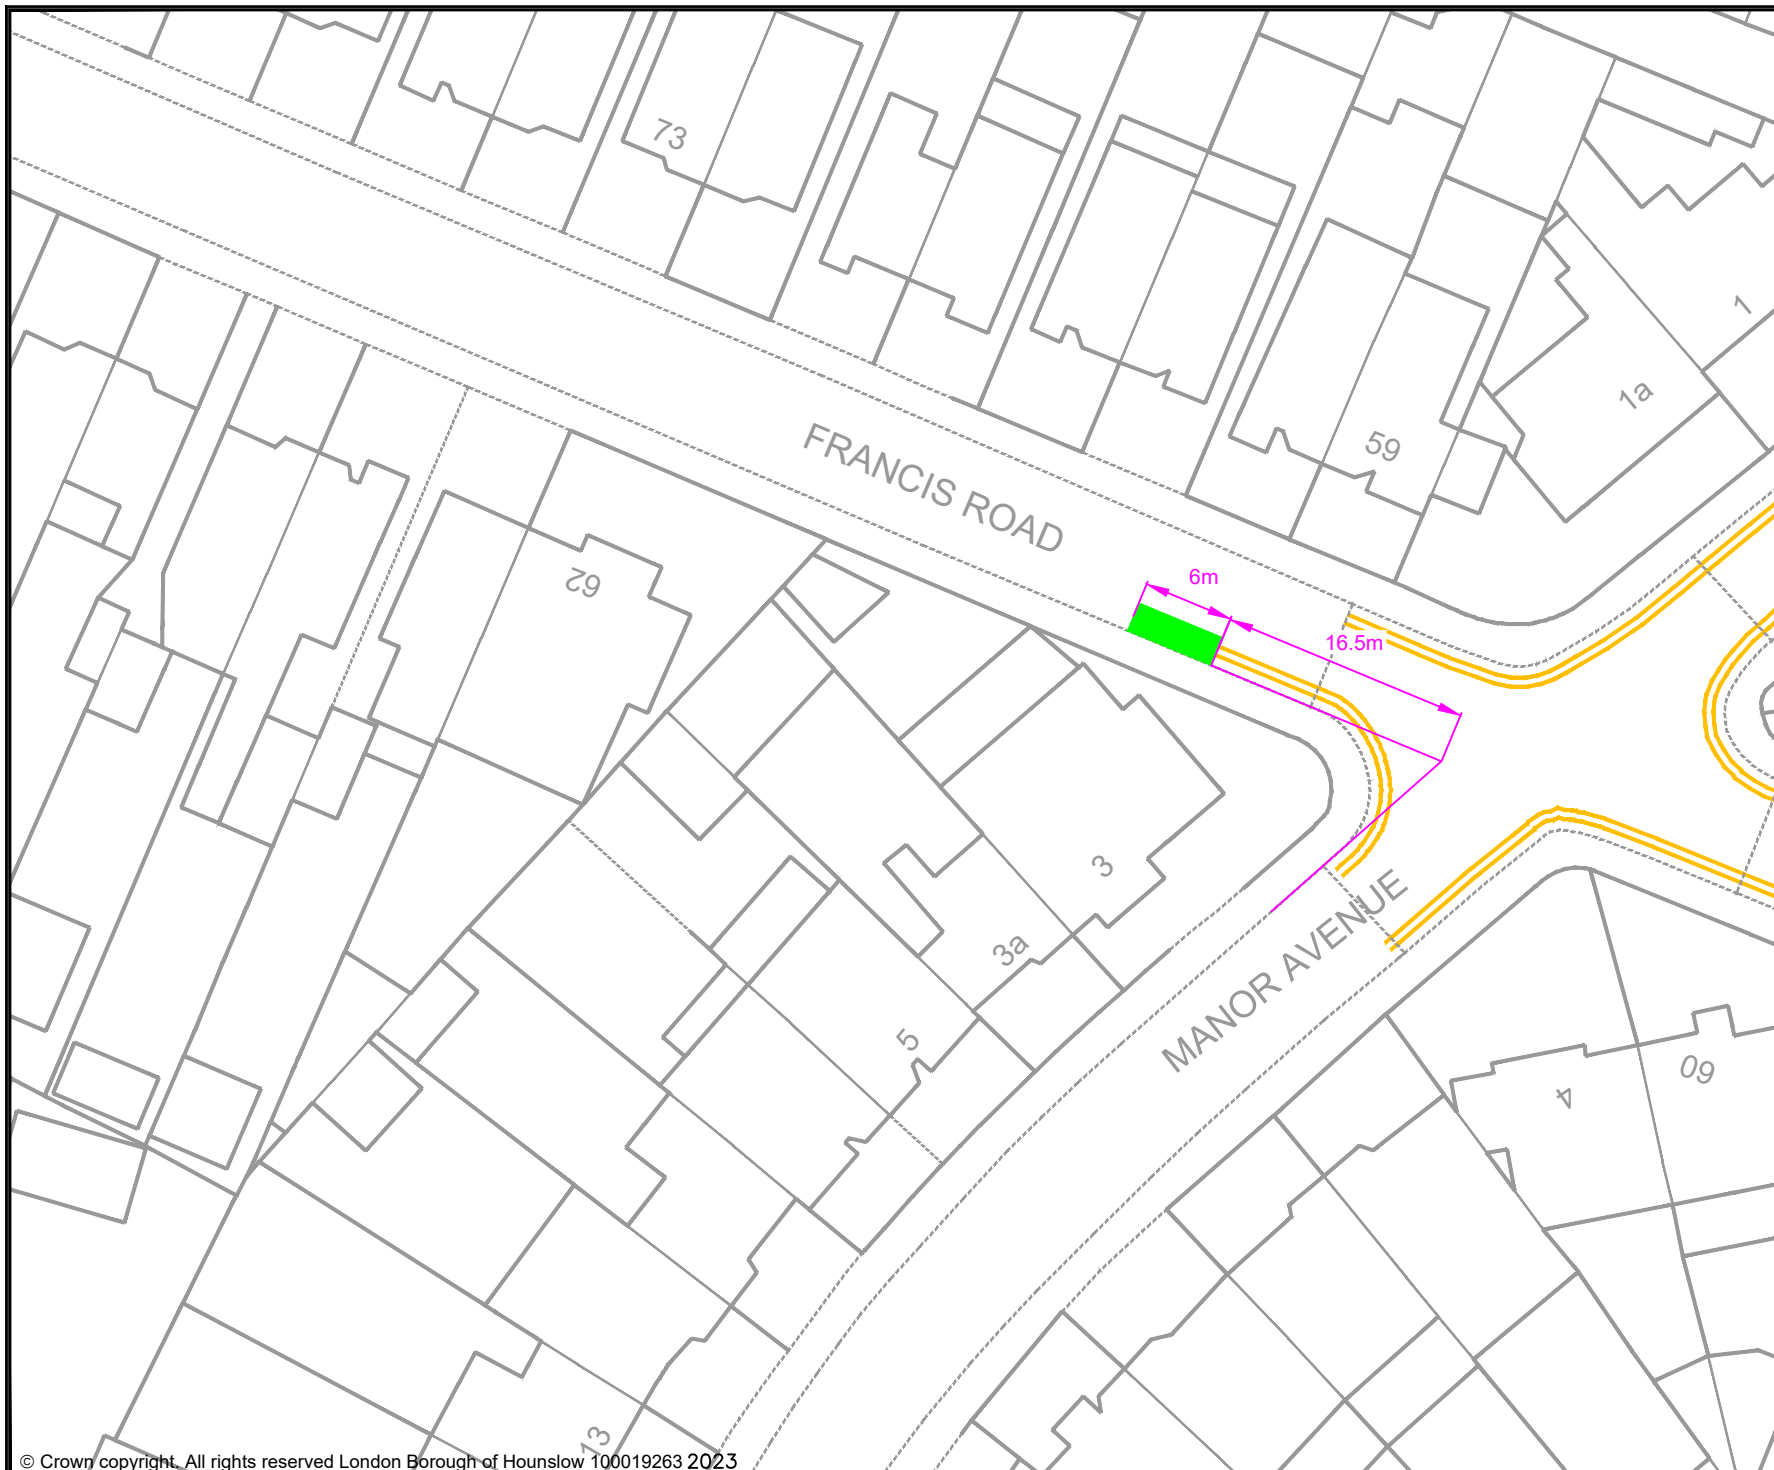 73
1
1a
59
FRANCIS ROAD
62
6m
16.5m
3
3a
MANOR AVENUE
5
60
4
13
© Crown copyright. All rights reserved London Borough of Hounslow 100019263 2023